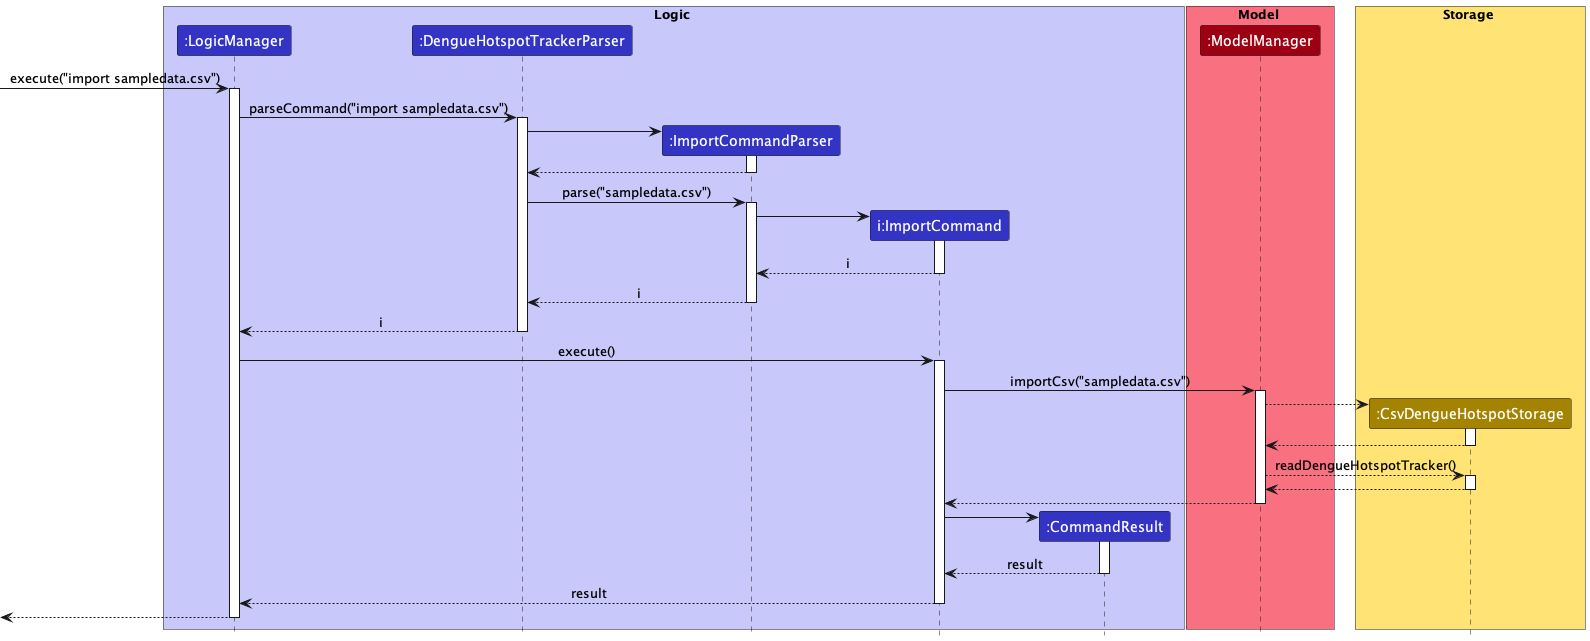 Logic
Model
Storage
:LogicManager
:DengueHotspotTrackerParser
:ModelManager
execute("import sampledata.csv")
parseCommand("import sampledata.csv")
:ImportCommandParser
parse("sampledata.csv")
i:ImportCommand
i
i
i
execute()
importCsv("sampledata.csv")
:CsvDengueHotspotStorage
readDengueHotspotTracker()
:CommandResult
result
result